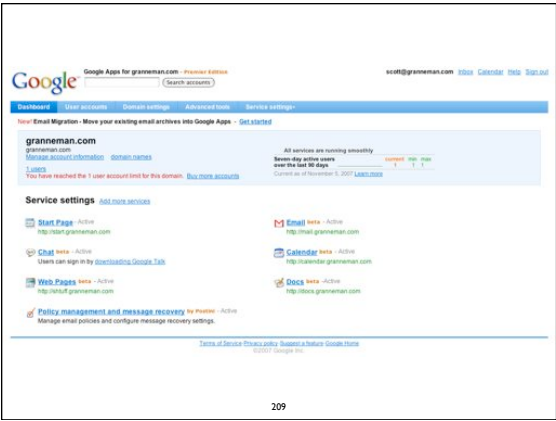 Google Apps for granneman.com - Premier Edition
scott@granneman.com Inbox Calendar Help Sign out
Google
Search accounts
Dashboard User accounts Domain settings Advanced tools Service settings
New! Email Migration - Move your existing email archives into Google Apps - Get started
granneman.com
granneman.com
Manage account information domain names
1 users
You have reached the 1 user account limit for this domain. Buy more accounts
All services are running smoothly
Seven-day active users current min max
over the last 90 days 1 1 1
Current as of November 5, 2007 Learn more
Service settings Add more services
Start Page - Active
http://start.granneman.com
Email beta - Active
http://mail.granneman.com
Chat beta - Active
Users can sign in by downloading Google Talk
Calendar beta - Active
http://calendar.granneman.com
Web Pages beta - Active
http://shtuff.granneman.com
Docs beta - Active
http://docs.granneman.com
Policy management and message recovery by Postini - Active
Manage email policies and configure message recovery settings.
Terms of Service Privacy policy Suggest a feature Google Home
©2007 Google Inc.
209